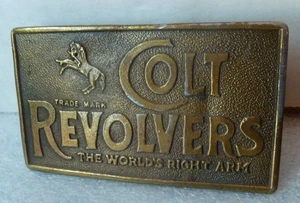 COLT
TRADE MARK
REVOLVERS
THE WORLD'S RIGHT ARM